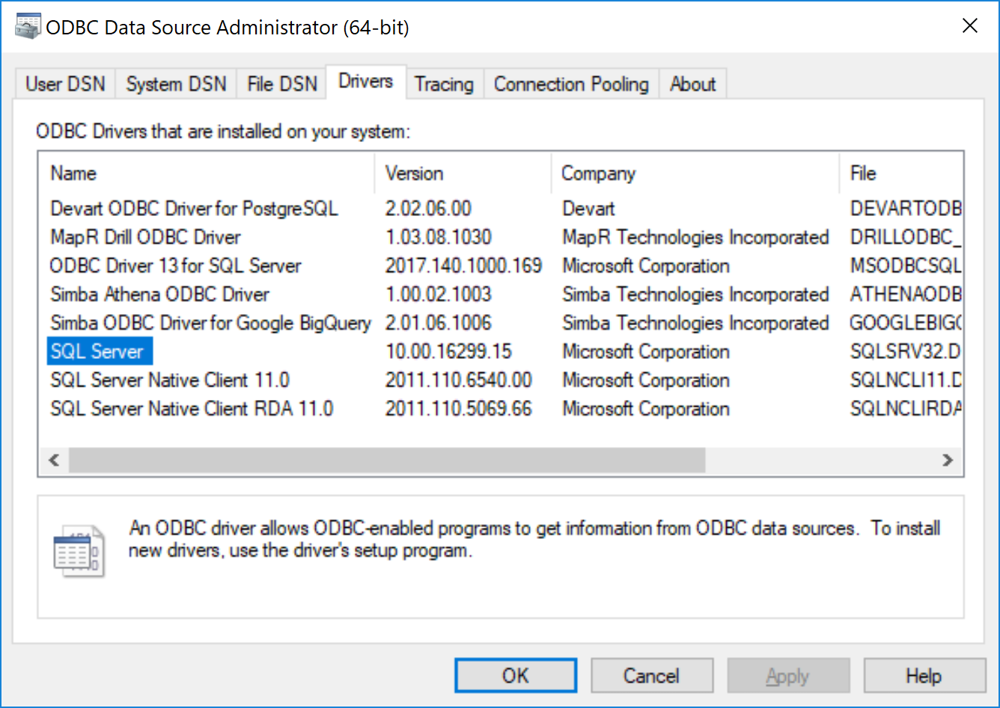 ODBC Data Source Administrator (64-bit)
User DSN System DSN File DSN Drivers Tracing Connection Pooling About
ODBC Drivers that are installed on your system:
Name Version Company File
Devart ODBC Driver for PostgreSQL 2.02.06.00 Devart DEVARTODB
MapR Drill ODBC Driver 1.03.08.1030 MapR Technologies Incorporated DRILLODBC_
ODBC Driver 13 for SQL Server 2017.140.1000.169 Microsoft Corporation MSODBCSQL
Simba Athena ODBC Driver 1.00.02.1003 Simba Technologies Incorporated ATHENAODB
Simba ODBC Driver for Google BigQuery 2.01.06.1006 Simba Technologies Incorporated GOOGLEBIGQ
SQL Server 10.00.16299.15 Microsoft Corporation SQLSRV32.D
SQL Server Native Client 11.0 2011.110.6540.00 Microsoft Corporation SQLNCLI11.D
SQL Server Native Client RDA 11.0 2011.110.5069.66 Microsoft Corporation SQLNCLIRDA
An ODBC driver allows ODBC-enabled programs to get information from ODBC data sources. To install
new drivers, use the driver's setup program.
OK Cancel Apply Help